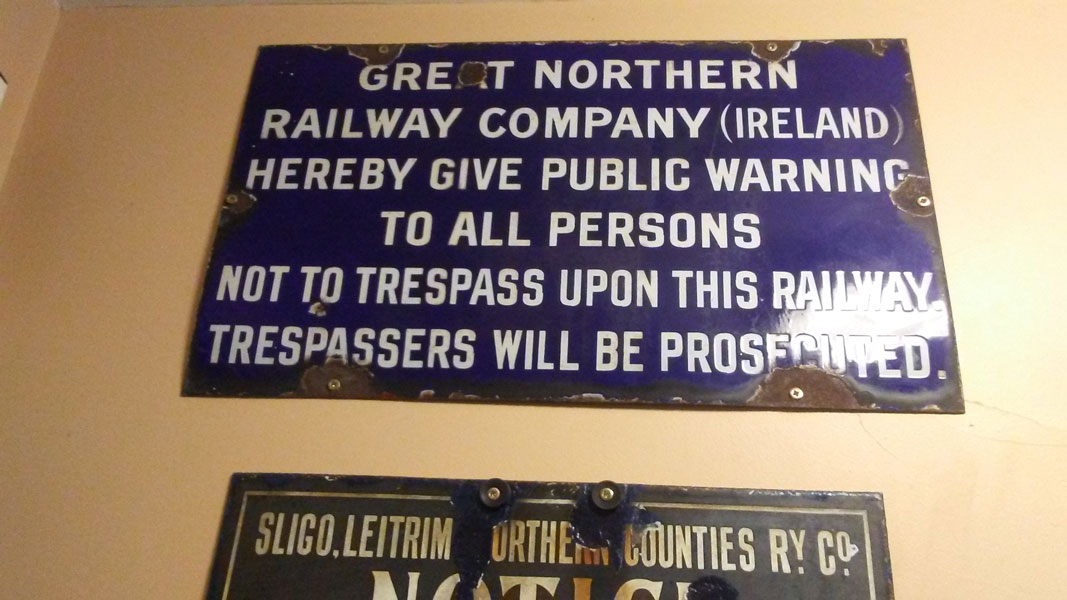 GREAT NORTHERN
RAILWAY COMPANY (IRELAND)
HEREBY GIVE PUBLIC WARNING
TO ALL PERSONS
NOT TO TRESPASS UPON THIS RAILWAY.
TRESPASSERS WILL BE PROSECUTED.
SLIGO, LEITRIM NORTHERN COUNTIES RY. CO.
NOTICE